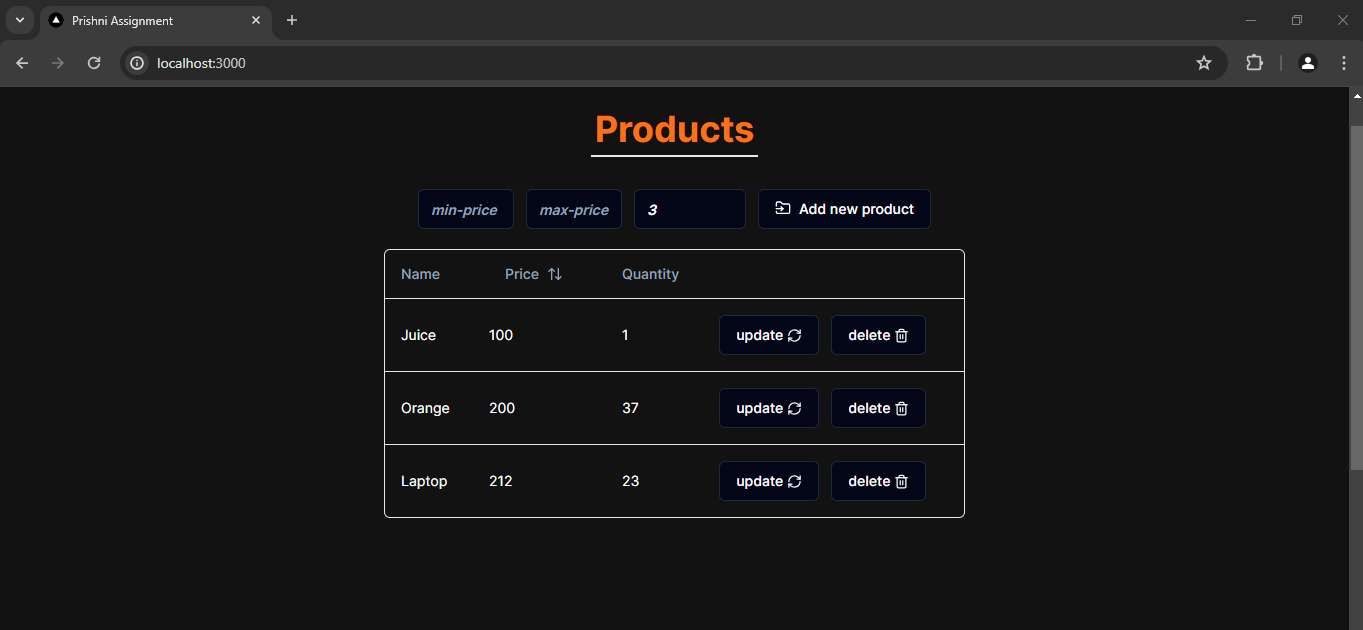 Prishni Assignment
localhost:3000
Products
min-price max-price 3 Add new product
Name Price Quantity
Juice 100 1 update delete
Orange 200 37 update delete
Laptop 212 23 update delete